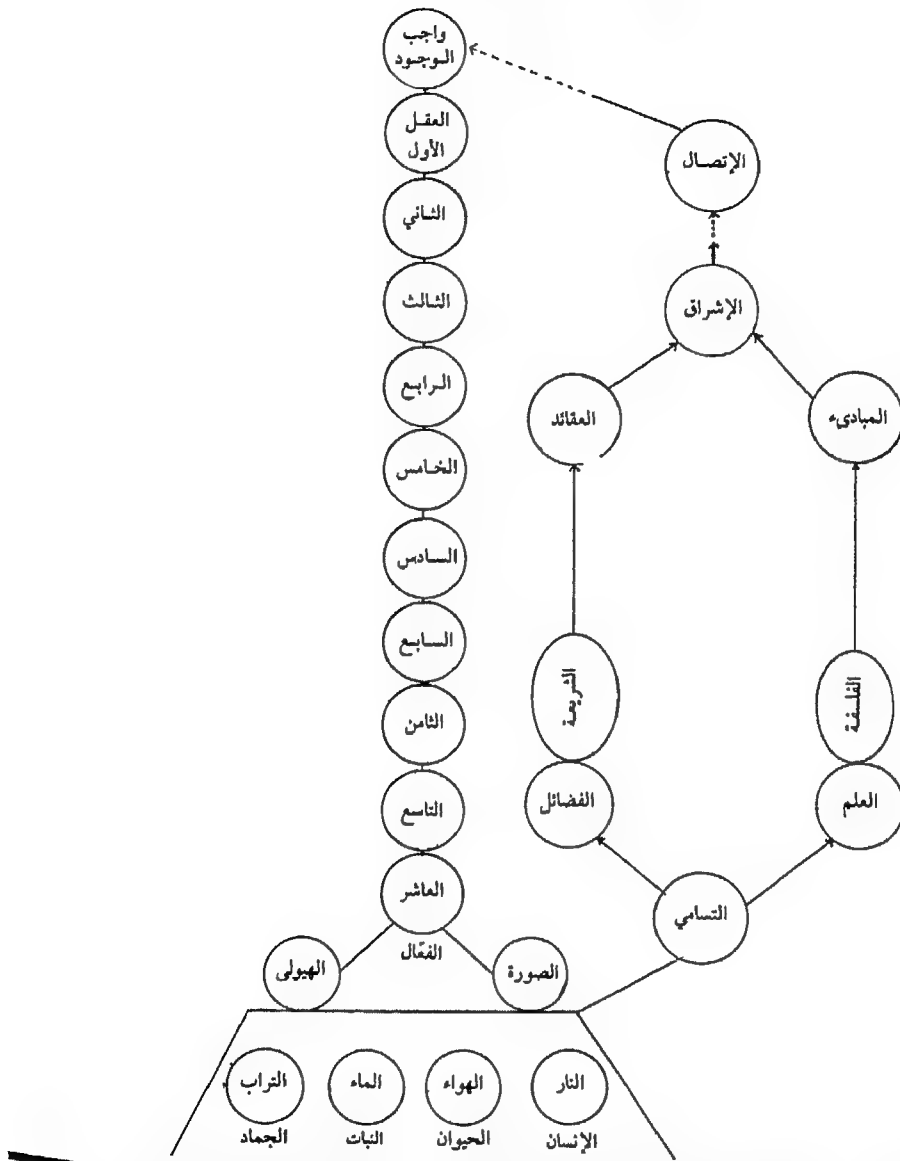 واجب
الوجود
العقل
الأول
الثاني
الثالث
الرابع
الخامس
السادس
السابع
الثامن
التاسع
العاشر
الفعّال
الإتصال
الإشراق
المبادىء
العقائد
الفلسفة
الشريعة
العلم
الفضائل
التسامي
الصورة
الهيولى
النار
الهواء
الماء
التراب
الإنسان
الحيوان
النبات
الجماد